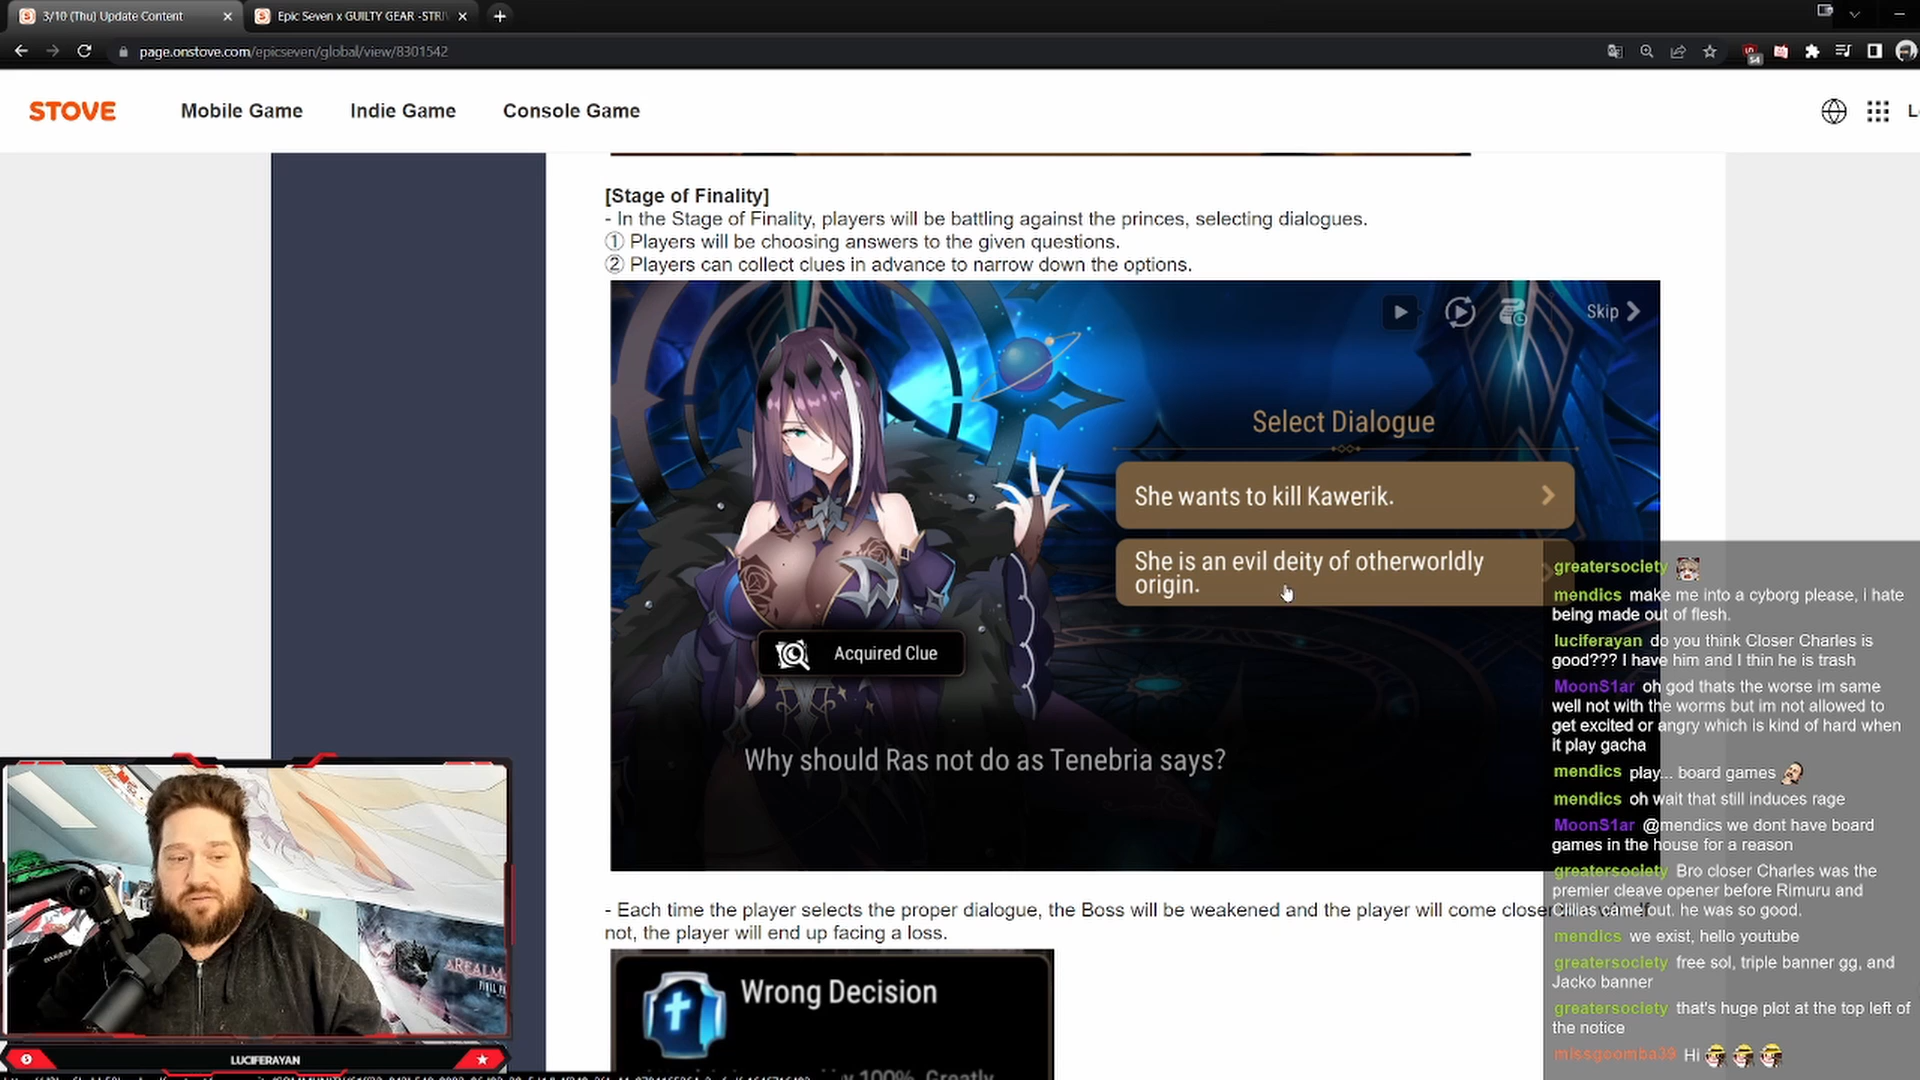 3/10 (Thu) Update Content
Epic Seven x GUILTY GEAR -STRI
page.onstove.com/epicseven/global/view/8301542
54
STOVE
Mobile Game
Indie Game
Console Game
[Stage of Finality]
- In the Stage of Finality, players will be battling against the princes, selecting dialogues.
① Players will be choosing answers to the given questions.
② Players can collect clues in advance to narrow down the options.
Skip
Select Dialogue
She wants to kill Kawerik.
She is an evil deity of otherworldly
origin.
Acquired Clue
Why should Ras not do as Tenebria says?
- Each time the player selects the proper dialogue, the Boss will be weakened and the player will come closer
not, the player will end up facing a loss.
Wrong Decision
100%. Greatly
greatersociety
mendics make me into a cyborg please, i hate
being made out of flesh.
luciferayan do you think Closer Charles is
good??? I have him and I thin he is trash
MoonS1ar oh god thats the worse im same
well not with the worms but im not allowed to
get excited or angry which is kind of hard when
it play gacha
mendics play... board games
mendics oh wait that still induces rage
MoonS1ar @mendics we dont have board
games in the house for a reason
greatersociety Bro closer Charles was the
premier cleave opener before Rimuru and
Clilias came out. he was so good.
mendics we exist, hello youtube
greatersociety free sol, triple banner gg, and
Jacko banner
greatersociety that's huge plot at the top left of
the notice
missgoomba39 Hi
LUCIFERAYAN
A REALM
FINAL